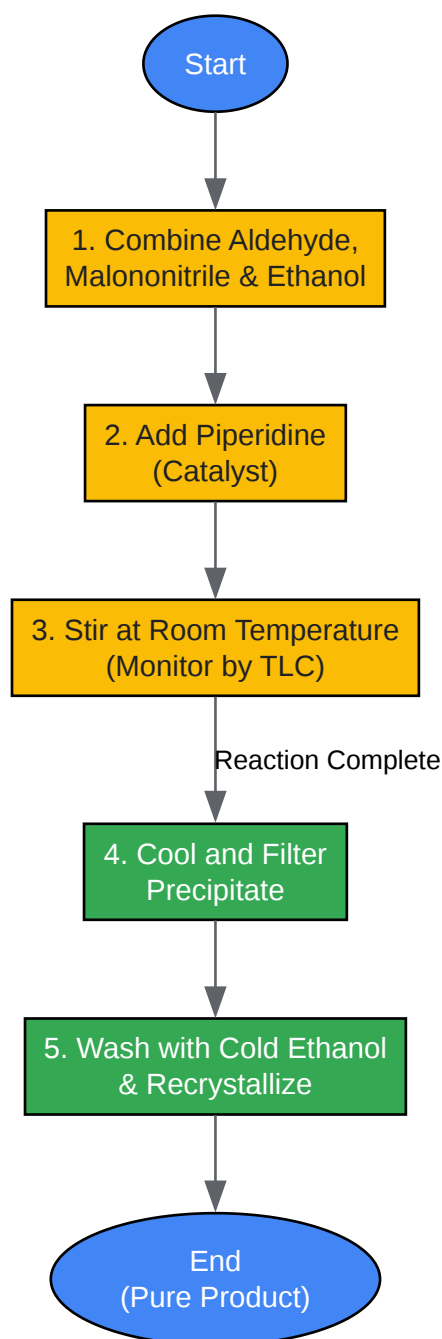 Start
1. Combine Aldehyde,
Malononitrile & Ethanol
2. Add Piperidine
(Catalyst)
3. Stir at Room Temperature
(Monitor by TLC)
Reaction Complete
4. Cool and Filter
Precipitate
5. Wash with Cold Ethanol
& Recrystallize
End
(Pure Product)